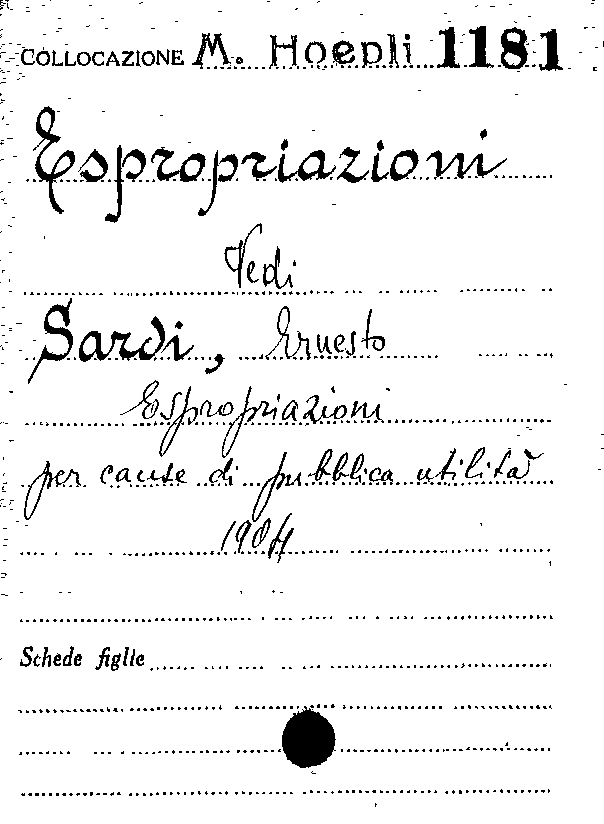 COLLOCAZIONE M. Hoepli 1181
Espropriazioni
Vedi
Sardi, Ernesto
Espropriazioni
per cause di pubblica utilità
1904
Schede figlie